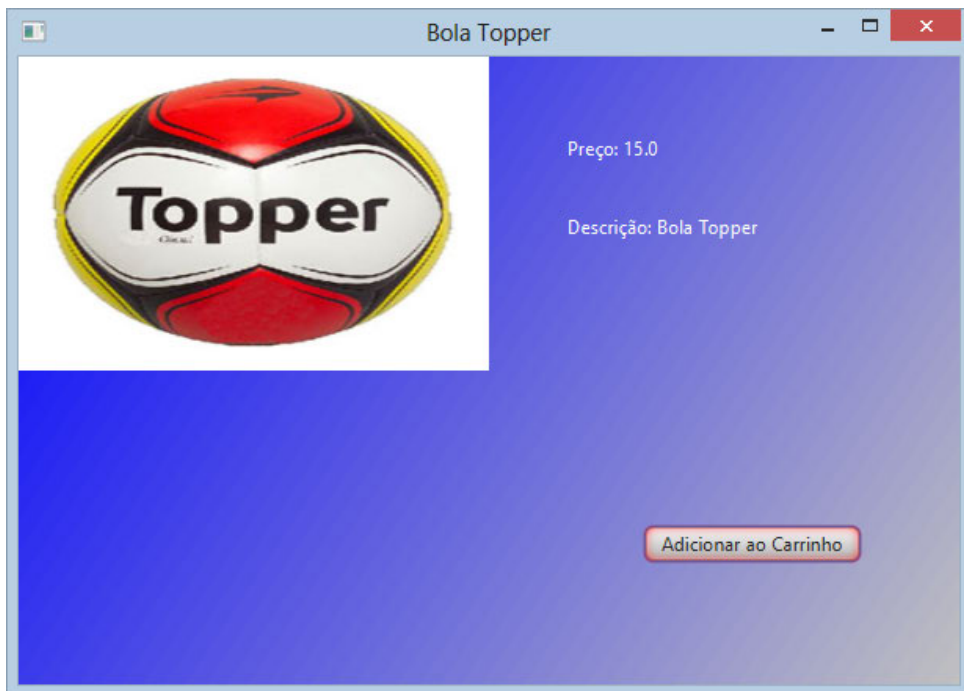 Bola Topper
Topper
Preço: 15.0
Descrição: Bola Topper
Adicionar ao Carrinho